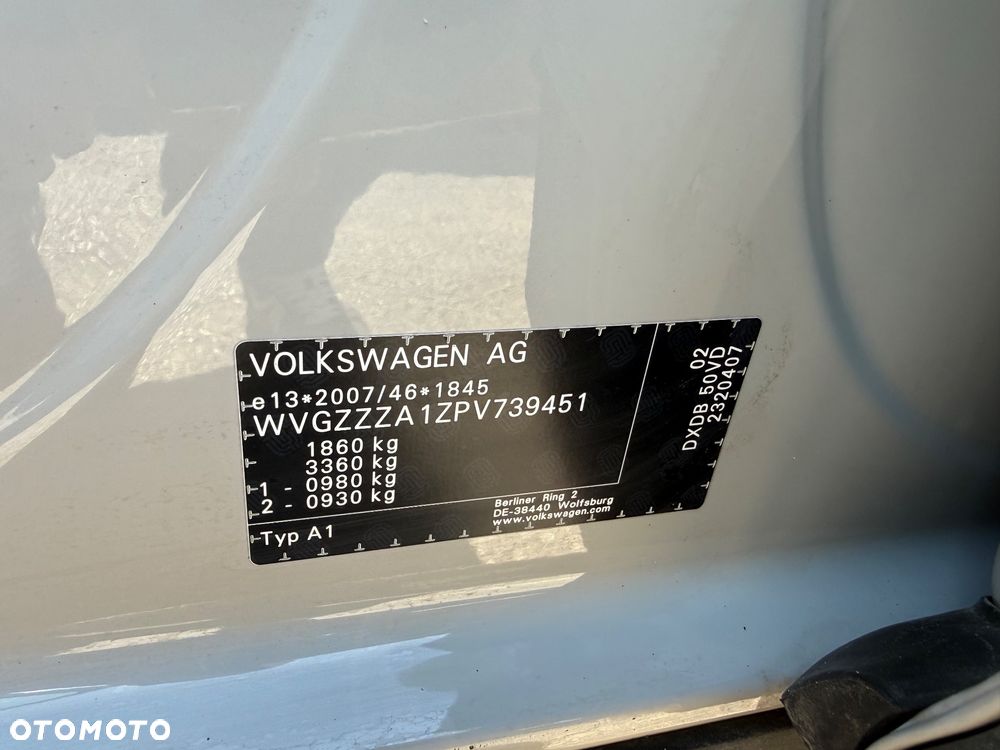 VOLKSWAGEN AG
e13*2007/46*1845
WVGZZZA1ZPV739451
1860 kg
3360 kg
1 - 0980 kg
2 - 0930 kg
Typ A1
Berliner Ring 2
DE-38440 Wolfsburg
www.volkswagen.com
DXDB 50VD 02
2320407
OTOMOTO